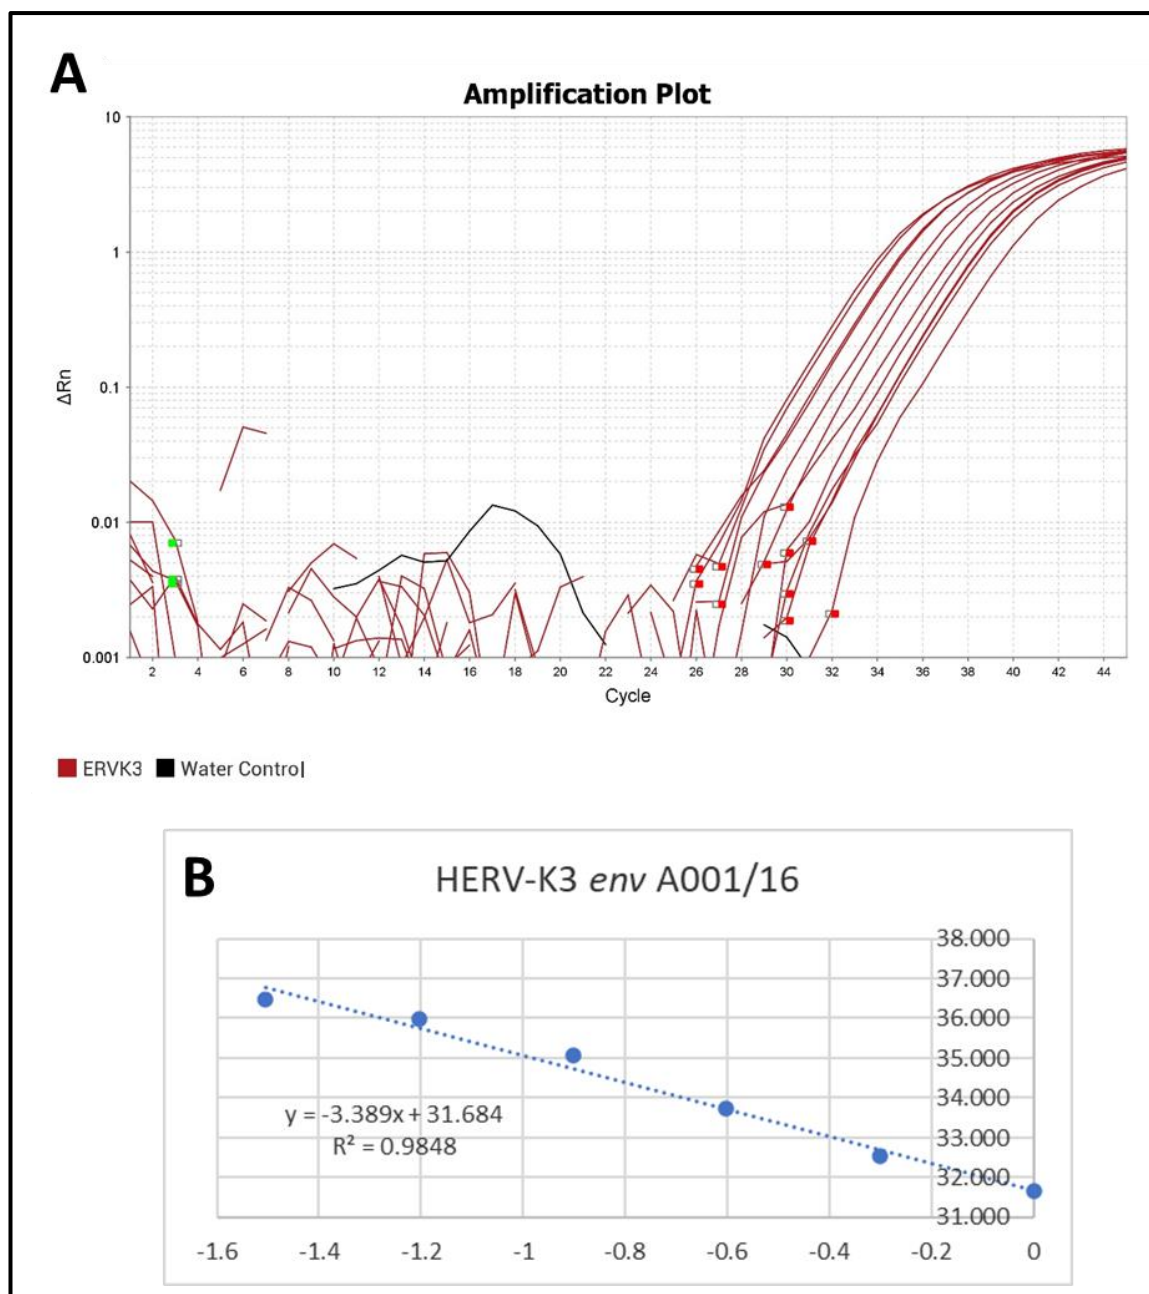 A
Amplification Plot
10
1
0.1
0.01
0.001
ΔRn
2 4 6 8 10 12 14 16 18 20 22 24 26 28 30 32 34 36 38 40 42 44
Cycle
ERVK3 Water Control
B
HERV-K3 env A001/16
38.000
37.000
36.000
35.000
34.000
33.000
32.000
31.000
y = -3.389x + 31.684
R² = 0.9848
-1.6 -1.4 -1.2 -1 -0.8 -0.6 -0.4 -0.2 0